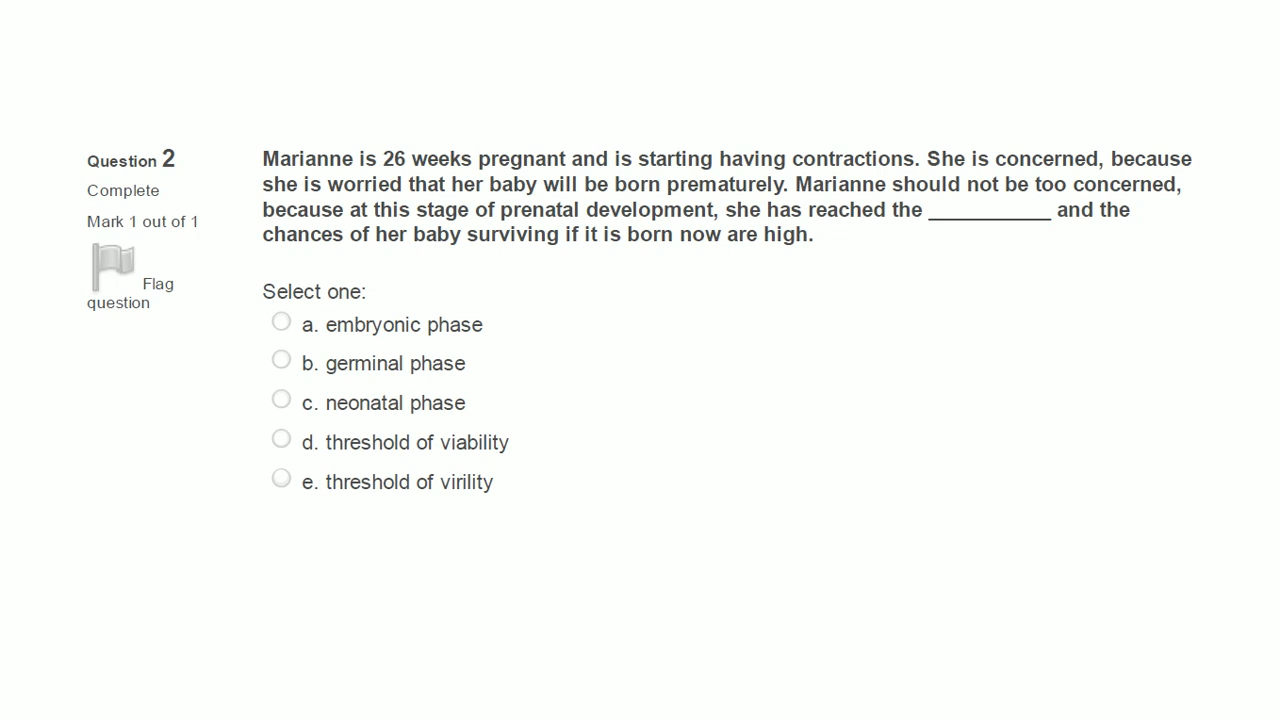 Question 2
Complete
Mark 1 out of 1
Flag
question
Marianne is 26 weeks pregnant and is starting having contractions. She is concerned, because
she is worried that her baby will be born prematurely. Marianne should not be too concerned,
because at this stage of prenatal development, she has reached the ___________ and the
chances of her baby surviving if it is born now are high.
Select one:
a. embryonic phase
b. germinal phase
c. neonatal phase
d. threshold of viability
e. threshold of virility